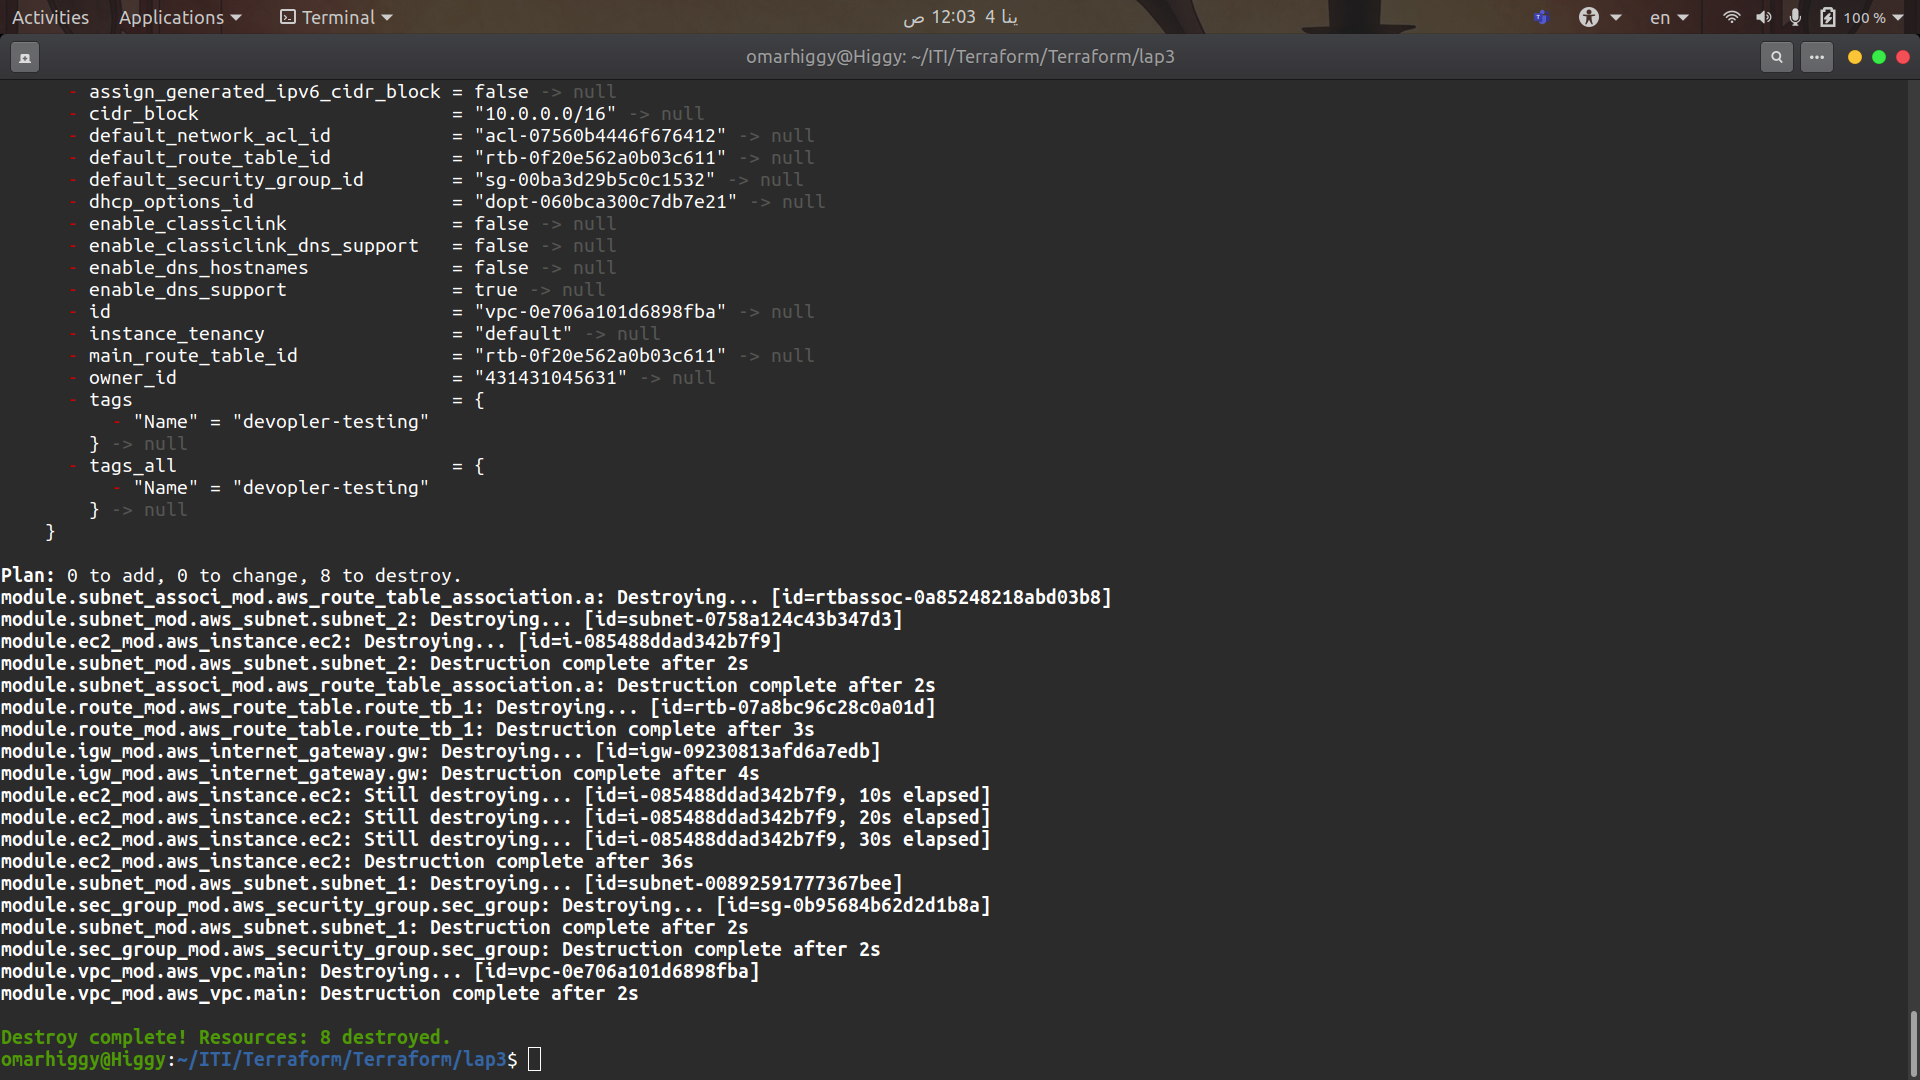 Activities Applications Terminal ينا 4 12:03 ص en 100 %
omarhiggy@Higgy: ~/ITI/Terraform/Terraform/lap3
- assign_generated_ipv6_cidr_block = false -> null
- cidr_block = "10.0.0.0/16" -> null
- default_network_acl_id = "acl-07560b4446f676412" -> null
- default_route_table_id = "rtb-0f20e562a0b03c611" -> null
- default_security_group_id = "sg-00ba3d29b5c0c1532" -> null
- dhcp_options_id = "dopt-060bca300c7db7e21" -> null
- enable_classiclink = false -> null
- enable_classiclink_dns_support = false -> null
- enable_dns_hostnames = false -> null
- enable_dns_support = true -> null
- id = "vpc-0e706a101d6898fba" -> null
- instance_tenancy = "default" -> null
- main_route_table_id = "rtb-0f20e562a0b03c611" -> null
- owner_id = "431431045631" -> null
- tags = {
- "Name" = "devopler-testing"
} -> null
- tags_all = {
- "Name" = "devopler-testing"
} -> null
}
Plan: 0 to add, 0 to change, 8 to destroy.
module.subnet_associ_mod.aws_route_table_association.a: Destroying... [id=rtbassoc-0a85248218abd03b8]
module.subnet_mod.aws_subnet.subnet_2: Destroying... [id=subnet-0758a124c43b347d3]
module.ec2_mod.aws_instance.ec2: Destroying... [id=i-085488ddad342b7f9]
module.subnet_mod.aws_subnet.subnet_2: Destruction complete after 2s
module.subnet_associ_mod.aws_route_table_association.a: Destruction complete after 2s
module.route_mod.aws_route_table.route_tb_1: Destroying... [id=rtb-07a8bc96c28c0a01d]
module.route_mod.aws_route_table.route_tb_1: Destruction complete after 3s
module.igw_mod.aws_internet_gateway.gw: Destroying... [id=igw-09230813afd6a7edb]
module.igw_mod.aws_internet_gateway.gw: Destruction complete after 4s
module.ec2_mod.aws_instance.ec2: Still destroying... [id=i-085488ddad342b7f9, 10s elapsed]
module.ec2_mod.aws_instance.ec2: Still destroying... [id=i-085488ddad342b7f9, 20s elapsed]
module.ec2_mod.aws_instance.ec2: Still destroying... [id=i-085488ddad342b7f9, 30s elapsed]
module.ec2_mod.aws_instance.ec2: Destruction complete after 36s
module.subnet_mod.aws_subnet.subnet_1: Destroying... [id=subnet-00892591777367bee]
module.sec_group_mod.aws_security_group.sec_group: Destroying... [id=sg-0b95684b62d2d1b8a]
module.subnet_mod.aws_subnet.subnet_1: Destruction complete after 2s
module.sec_group_mod.aws_security_group.sec_group: Destruction complete after 2s
module.vpc_mod.aws_vpc.main: Destroying... [id=vpc-0e706a101d6898fba]
module.vpc_mod.aws_vpc.main: Destruction complete after 2s
Destroy complete! Resources: 8 destroyed.
omarhiggy@Higgy:~/ITI/Terraform/Terraform/lap3$